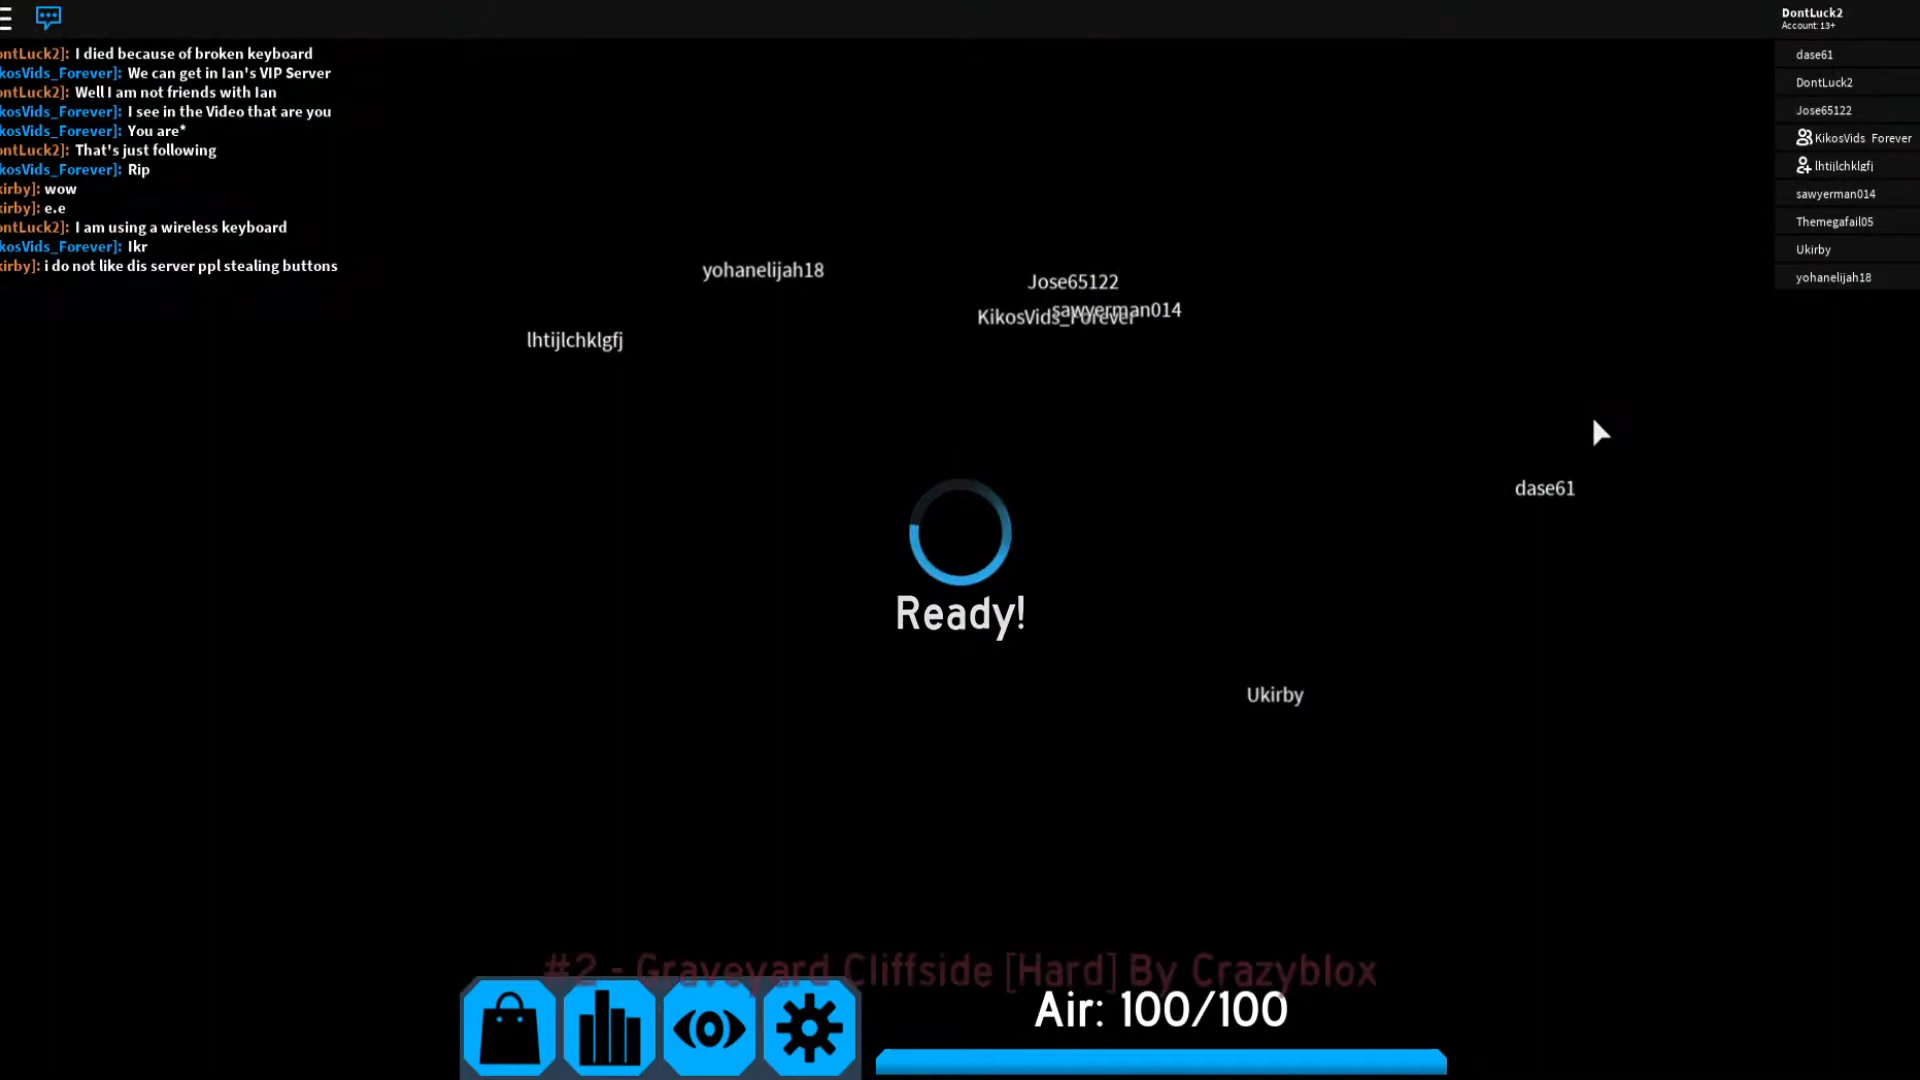 DontLuck2
Account: 13+
ontLuck2]: I died because of broken keyboard
kosVids_Forever]: We can get in Ian's VIP Server
ontLuck2]: Well I am not friends with Ian
kosVids_Forever]: I see in the Video that are you
kosVids_Forever]: You are*
ontLuck2]: That's just following
kosVids_Forever]: Rip
kirby]: wow
kirby]: e.e
ontLuck2]: I am using a wireless keyboard
kosVids_Forever]: Ikr
kirby]: i do not like dis server ppl stealing buttons
dase61
DontLuck2
Jose65122
KikosVids_Forever
lhtijlchklgfj
sawyerman014
Themegafail05
Ukirby
yohanelijah18
yohanelijah18
Jose65122
sawyerman014
KikosVids_Forever
lhtijlchklgfj
dase61
Ready!
Ukirby
#2 - Graveyard Cliffside [Hard] By Crazyblox
Air: 100/100